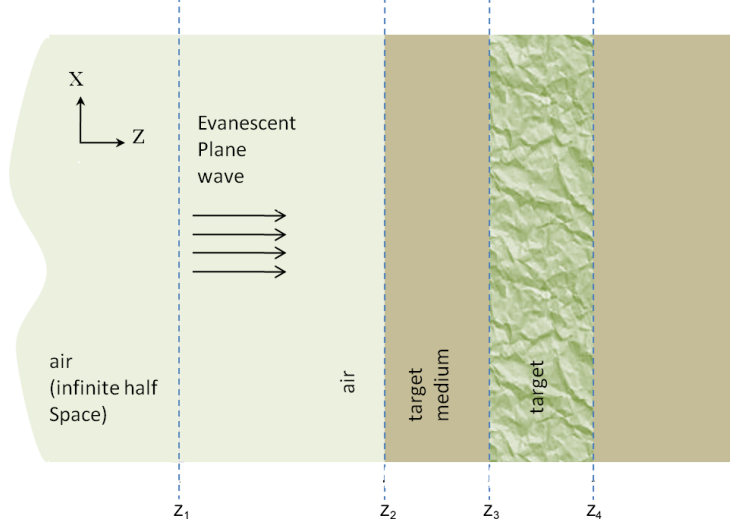 X
Z
Evanescent
Plane
wave
air
(infinite half
Space)
air
target
medium
target
Z1
Z2
Z3
Z4